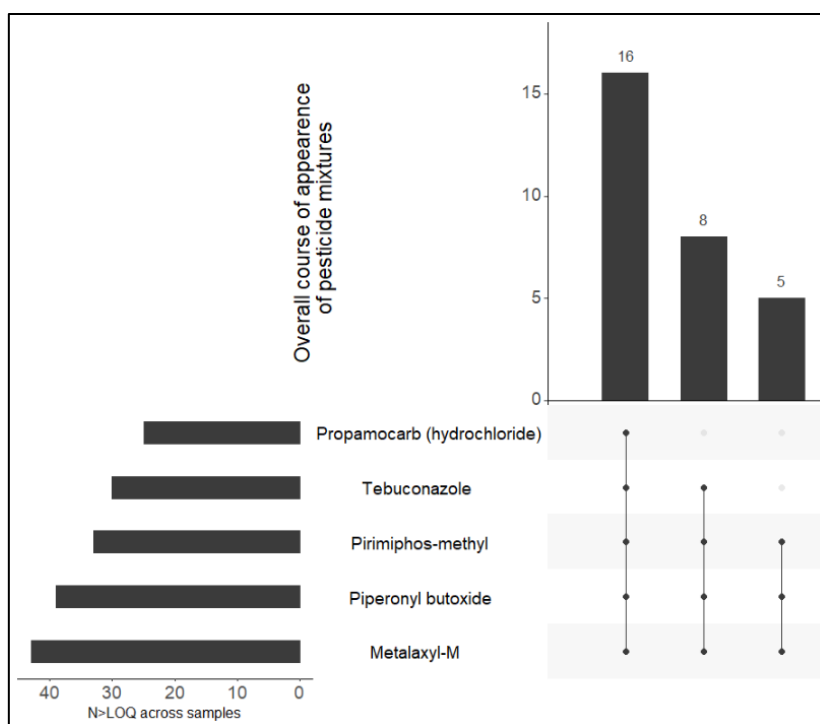 Overall course of appearence
of pesticide mixtures
16
8
5
15
10
5
0
Propamocarb (hydrochloride)
Tebuconazole
Pirimiphos-methyl
Piperonyl butoxide
Metalaxyl-M
40 30 20 10 0
N>LOQ across samples